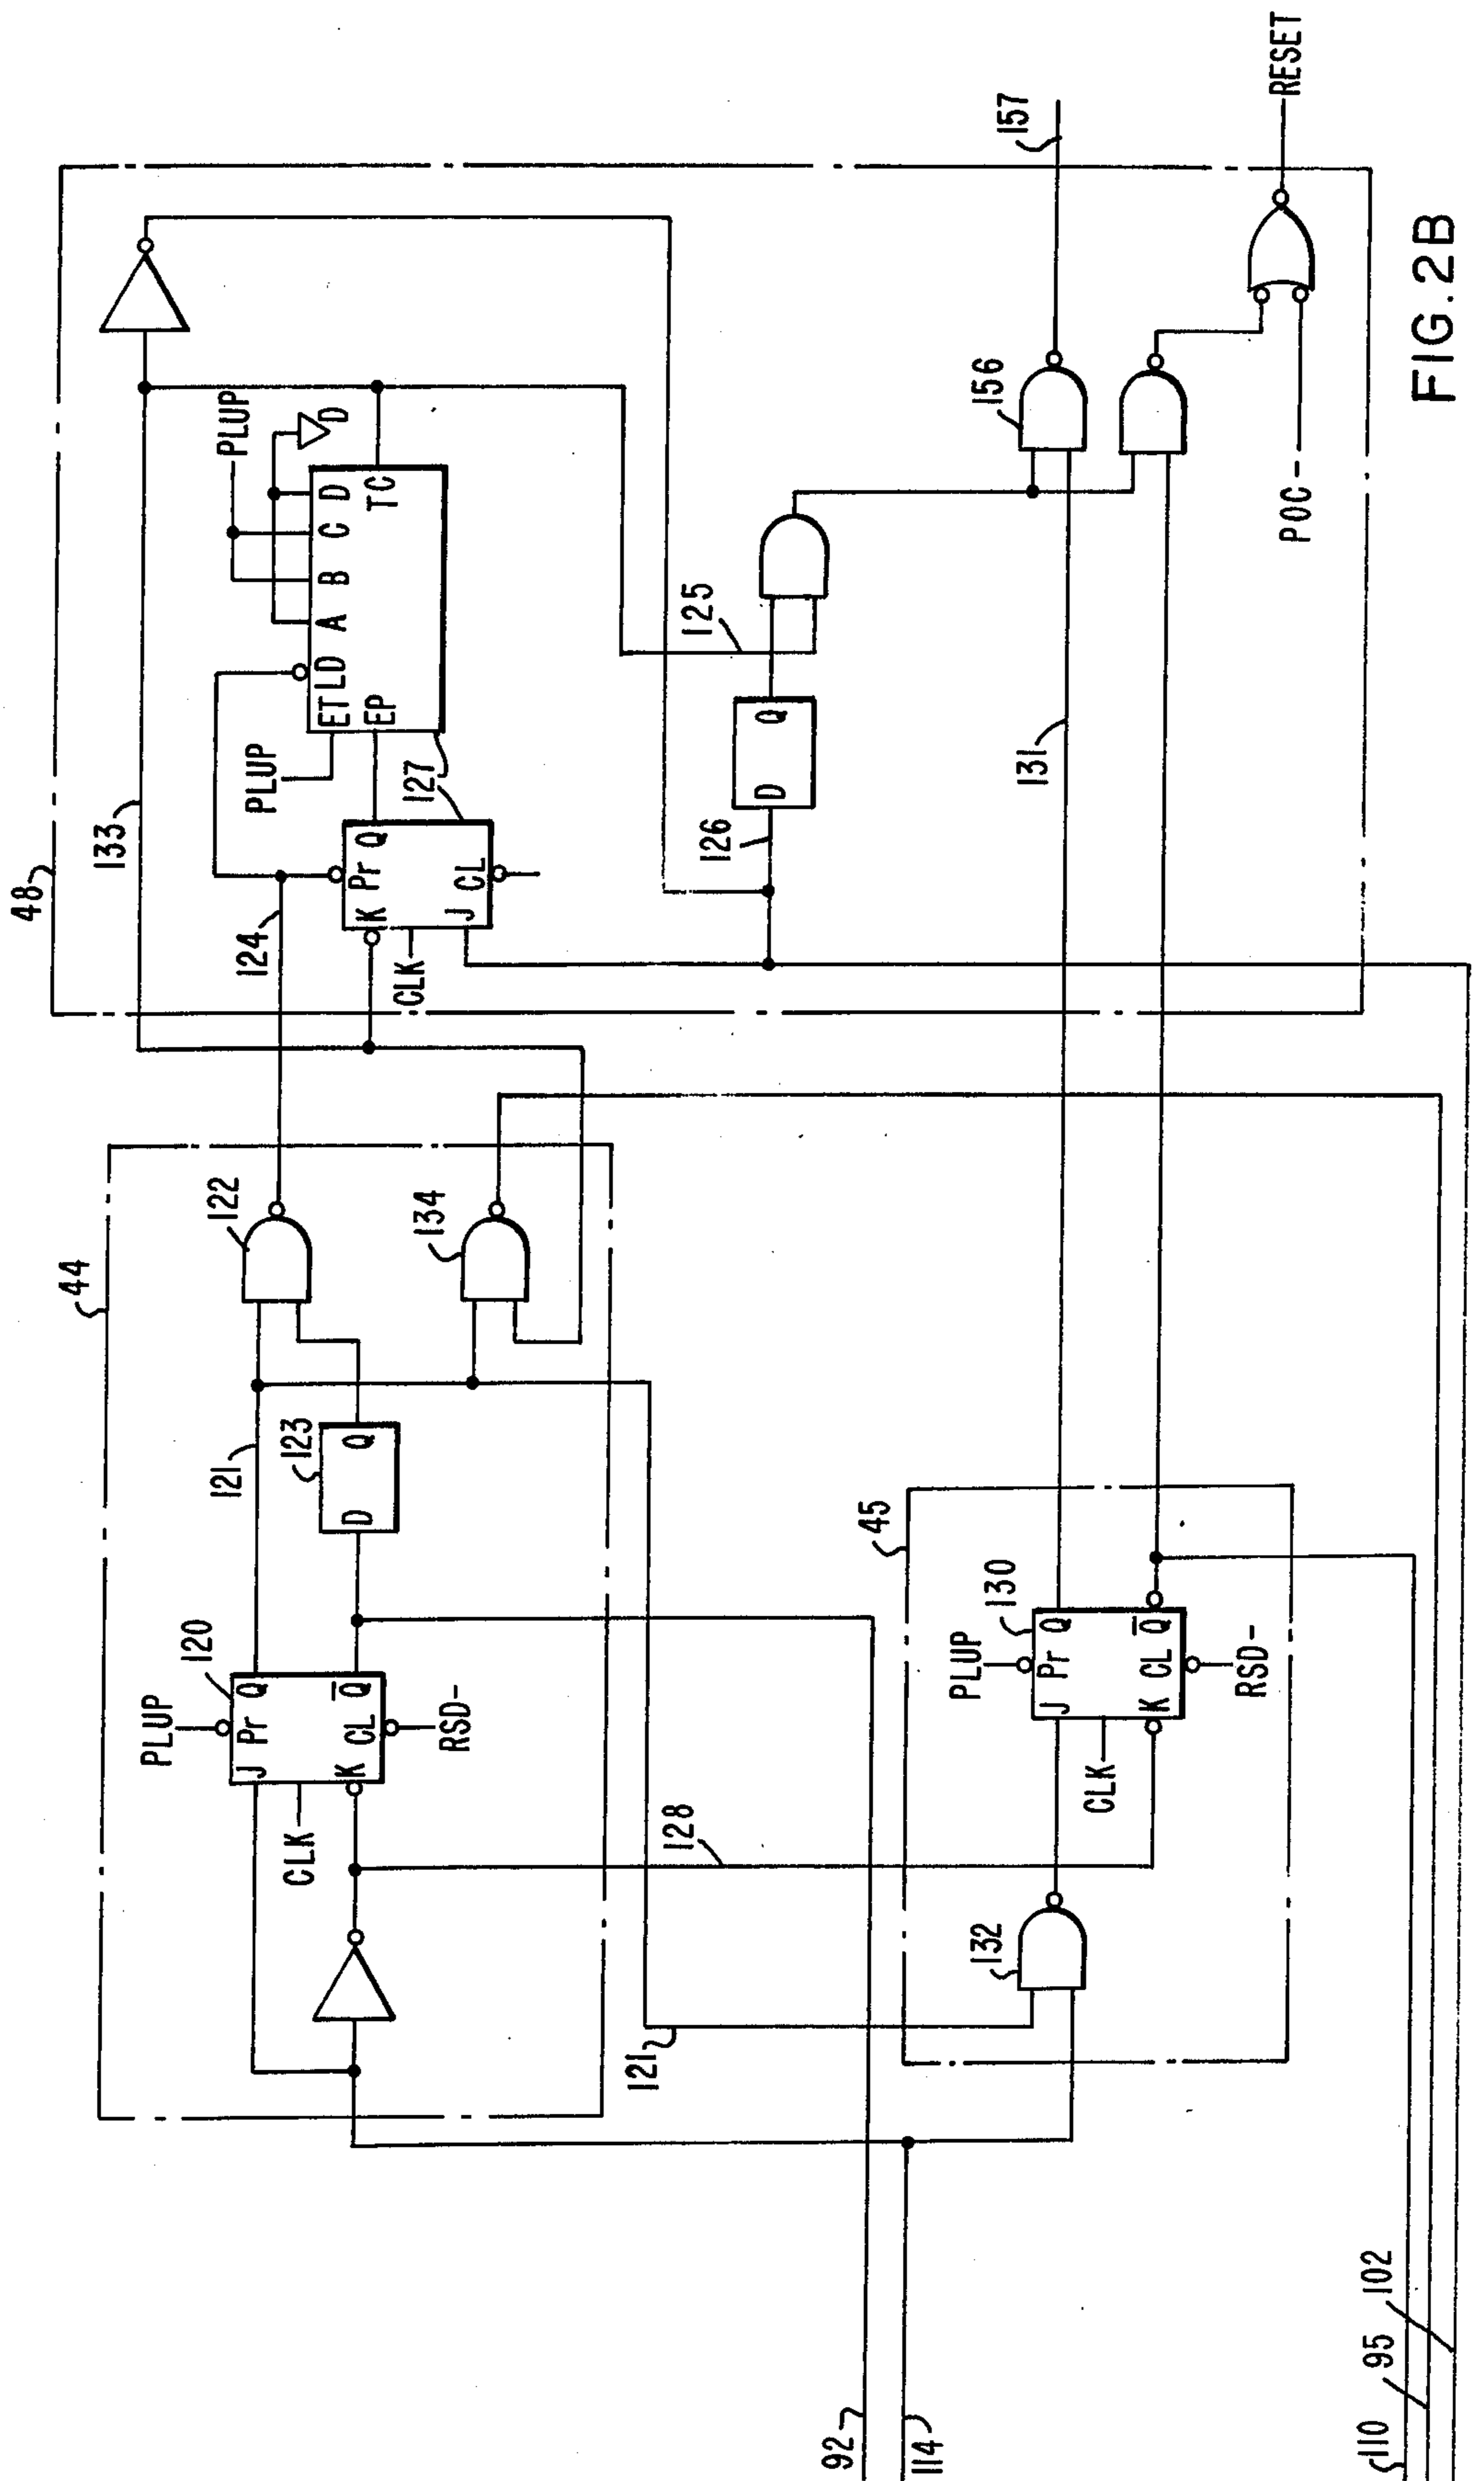 48
133
124
PLUP
ET
LD
A
B
C
D
EP
TC
PLUP
D
K
Pr
Q
J
CL
CLK
127
126
D
Q
125
131
156
157
POC-
RESET
44
PLUP
120
J
Pr
Q
K
CL
Q
CLK
RSD-
121
123
D
Q
122
134
128
121
45
132
PLUP
130
J
Pr
Q
K
CL
Q
CLK
RSD-
92
114
110
95
102
FIG. 2B